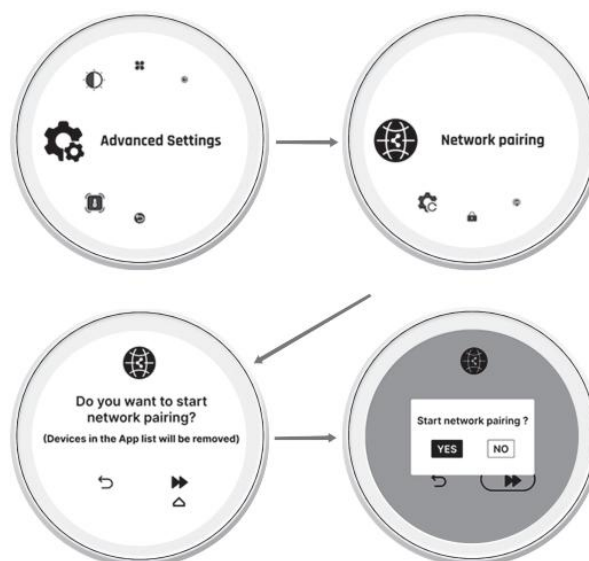 Advanced Settings
Network pairing
Do you want to start
network pairing?
(Devices in the App list will be removed)
Start network pairing ?
YES NO